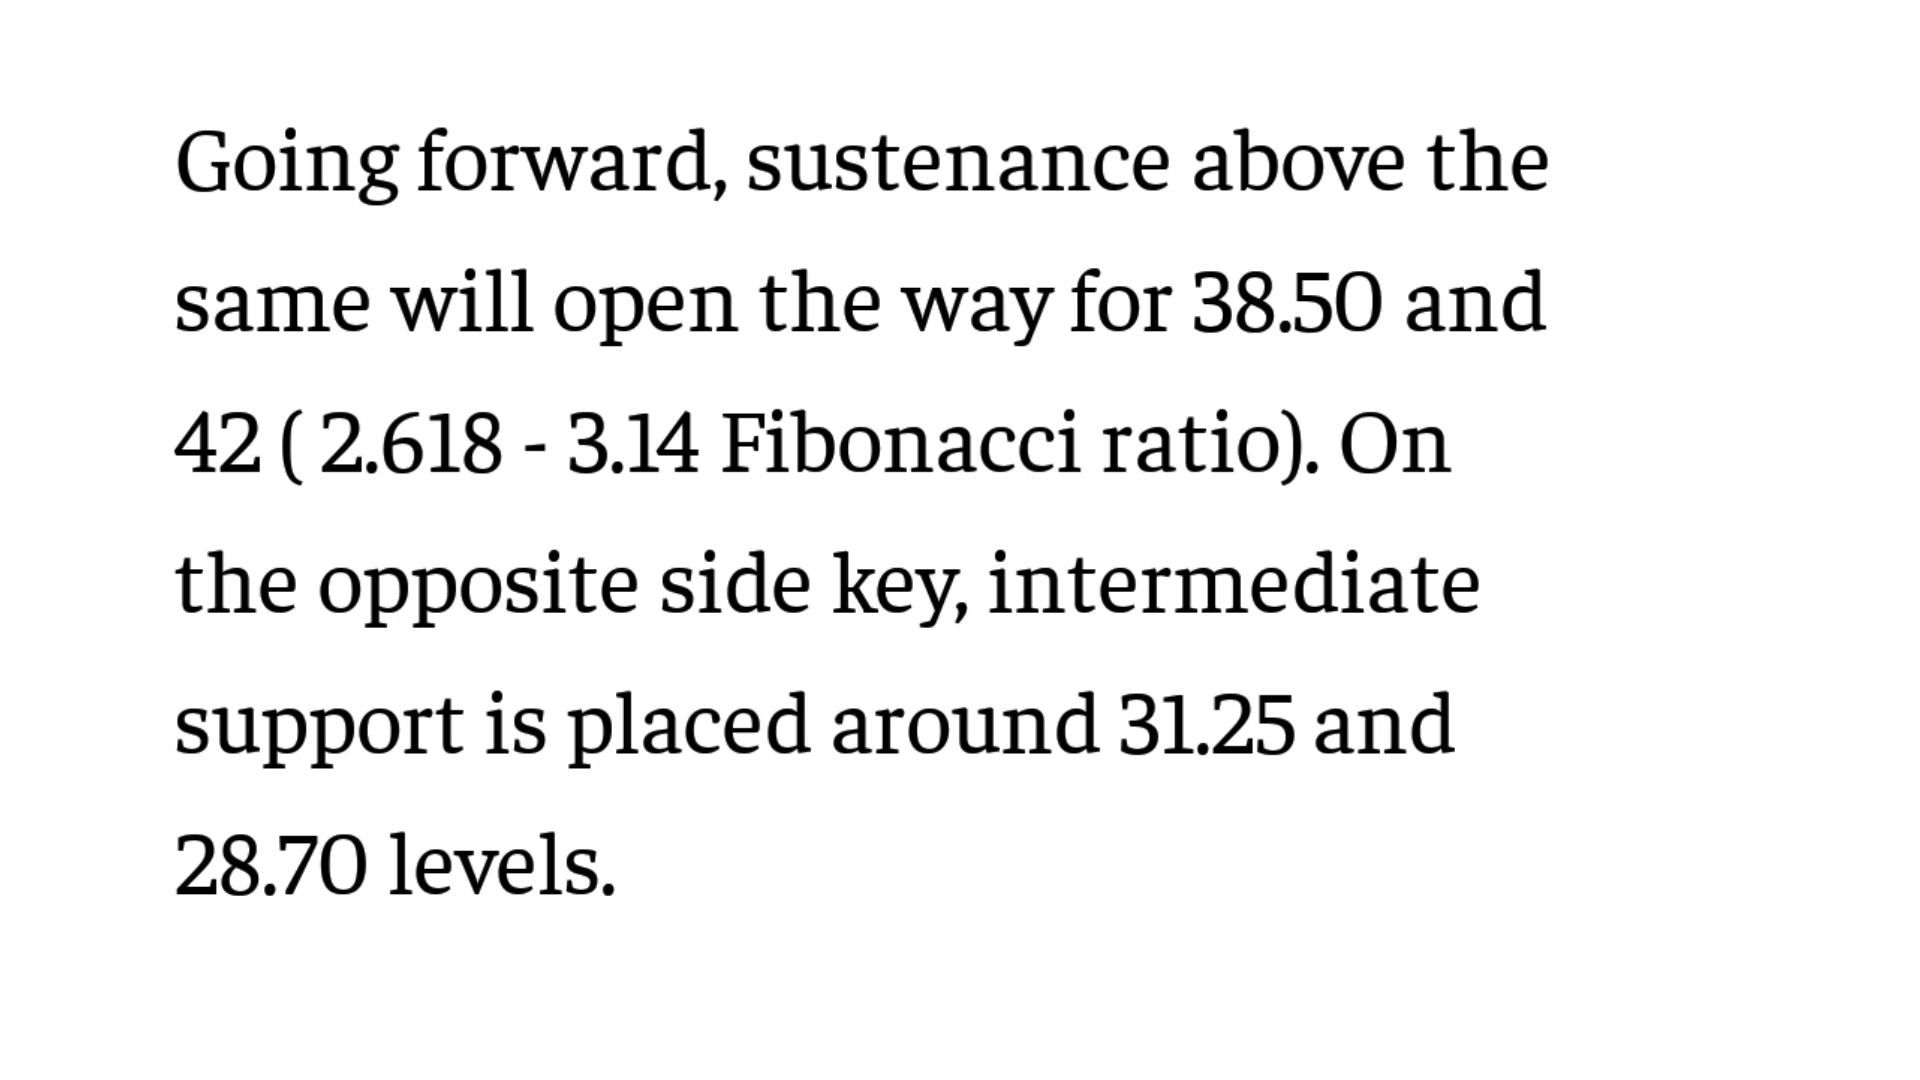 Going forward, sustenance above the
same will open the way for 38.50 and
42 ( 2.618 - 3.14 Fibonacci ratio). On
the opposite side key, intermediate
support is placed around 31.25 and
28.70 levels.